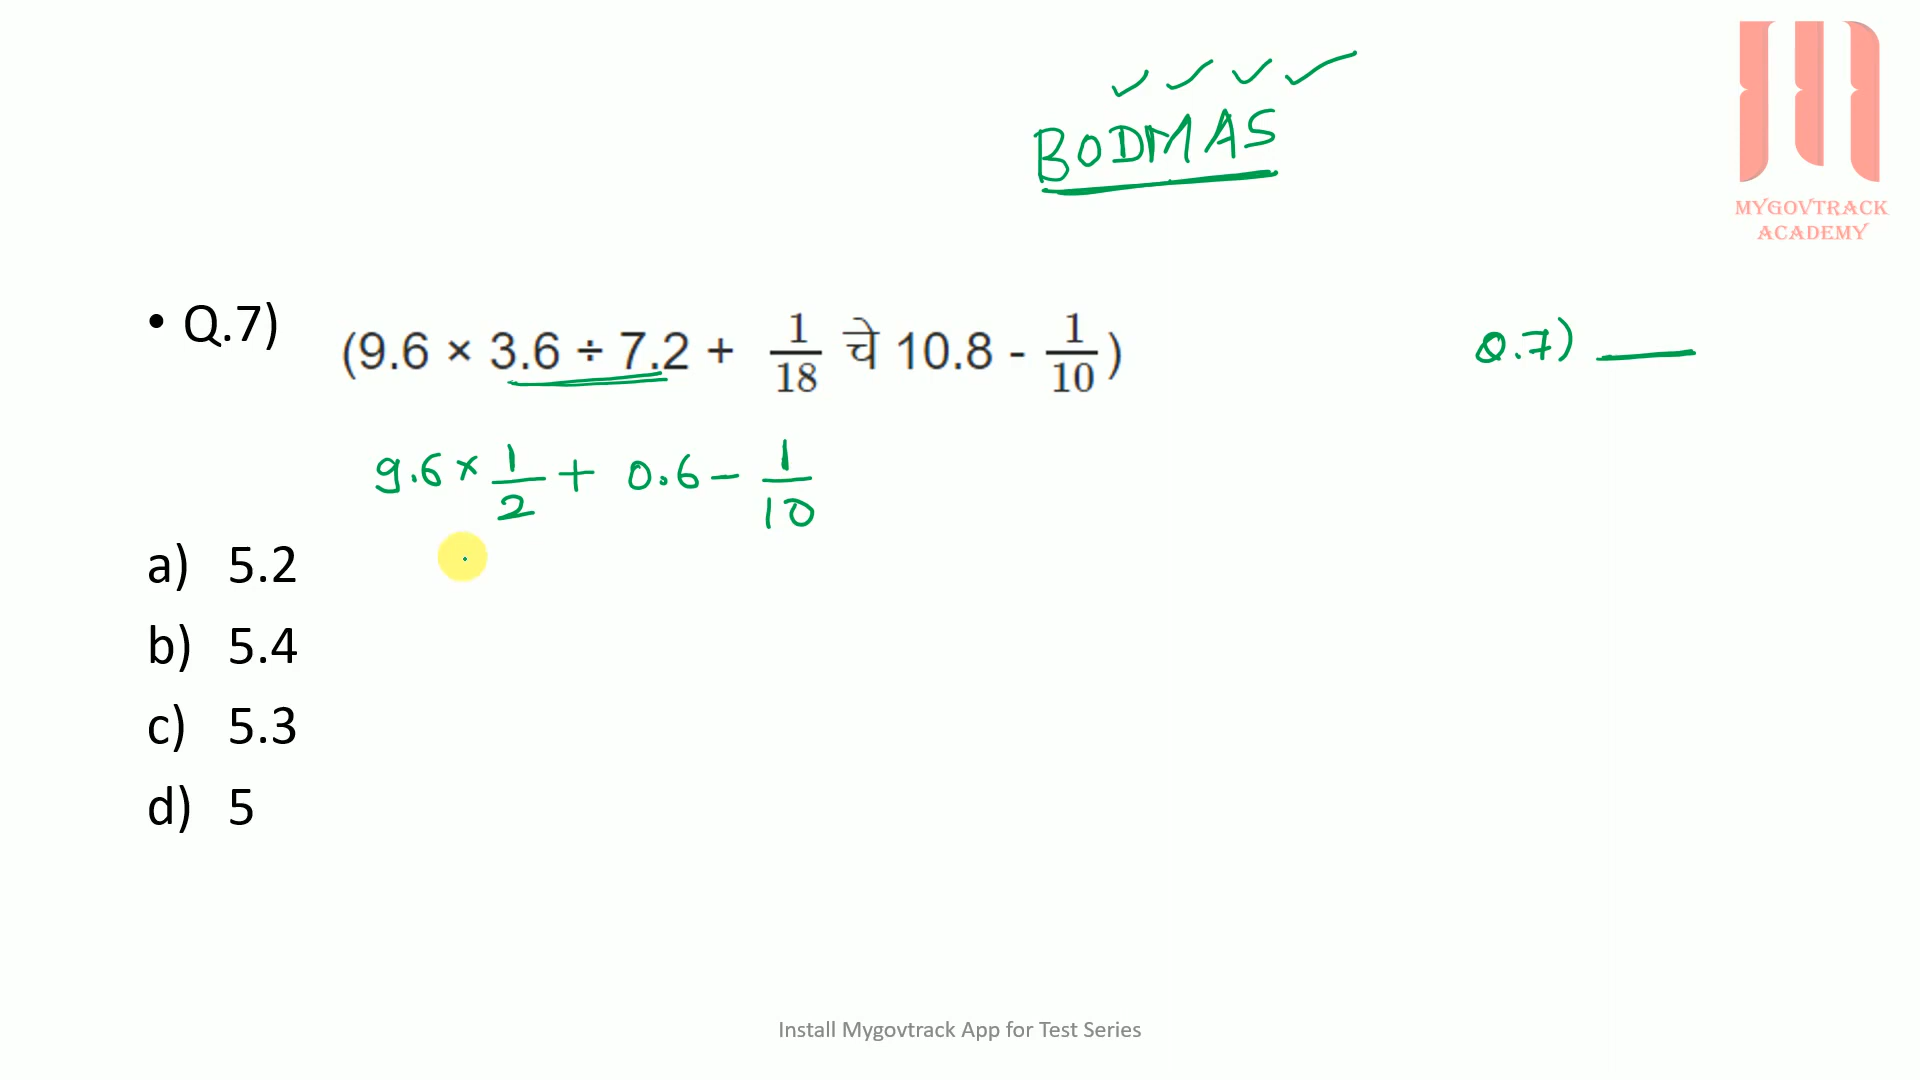 BODMAS
MYGOVTRACK
ACADEMY
• Q.7) (9.6 × 3.6 ÷ 7.2 + 1/18 चे 10.8 - 1/10)
Q.7)
9.6 × 1/2 + 0.6 - 1/10
a) 5.2
b) 5.4
c) 5.3
d) 5
Install Mygovtrack App for Test Series